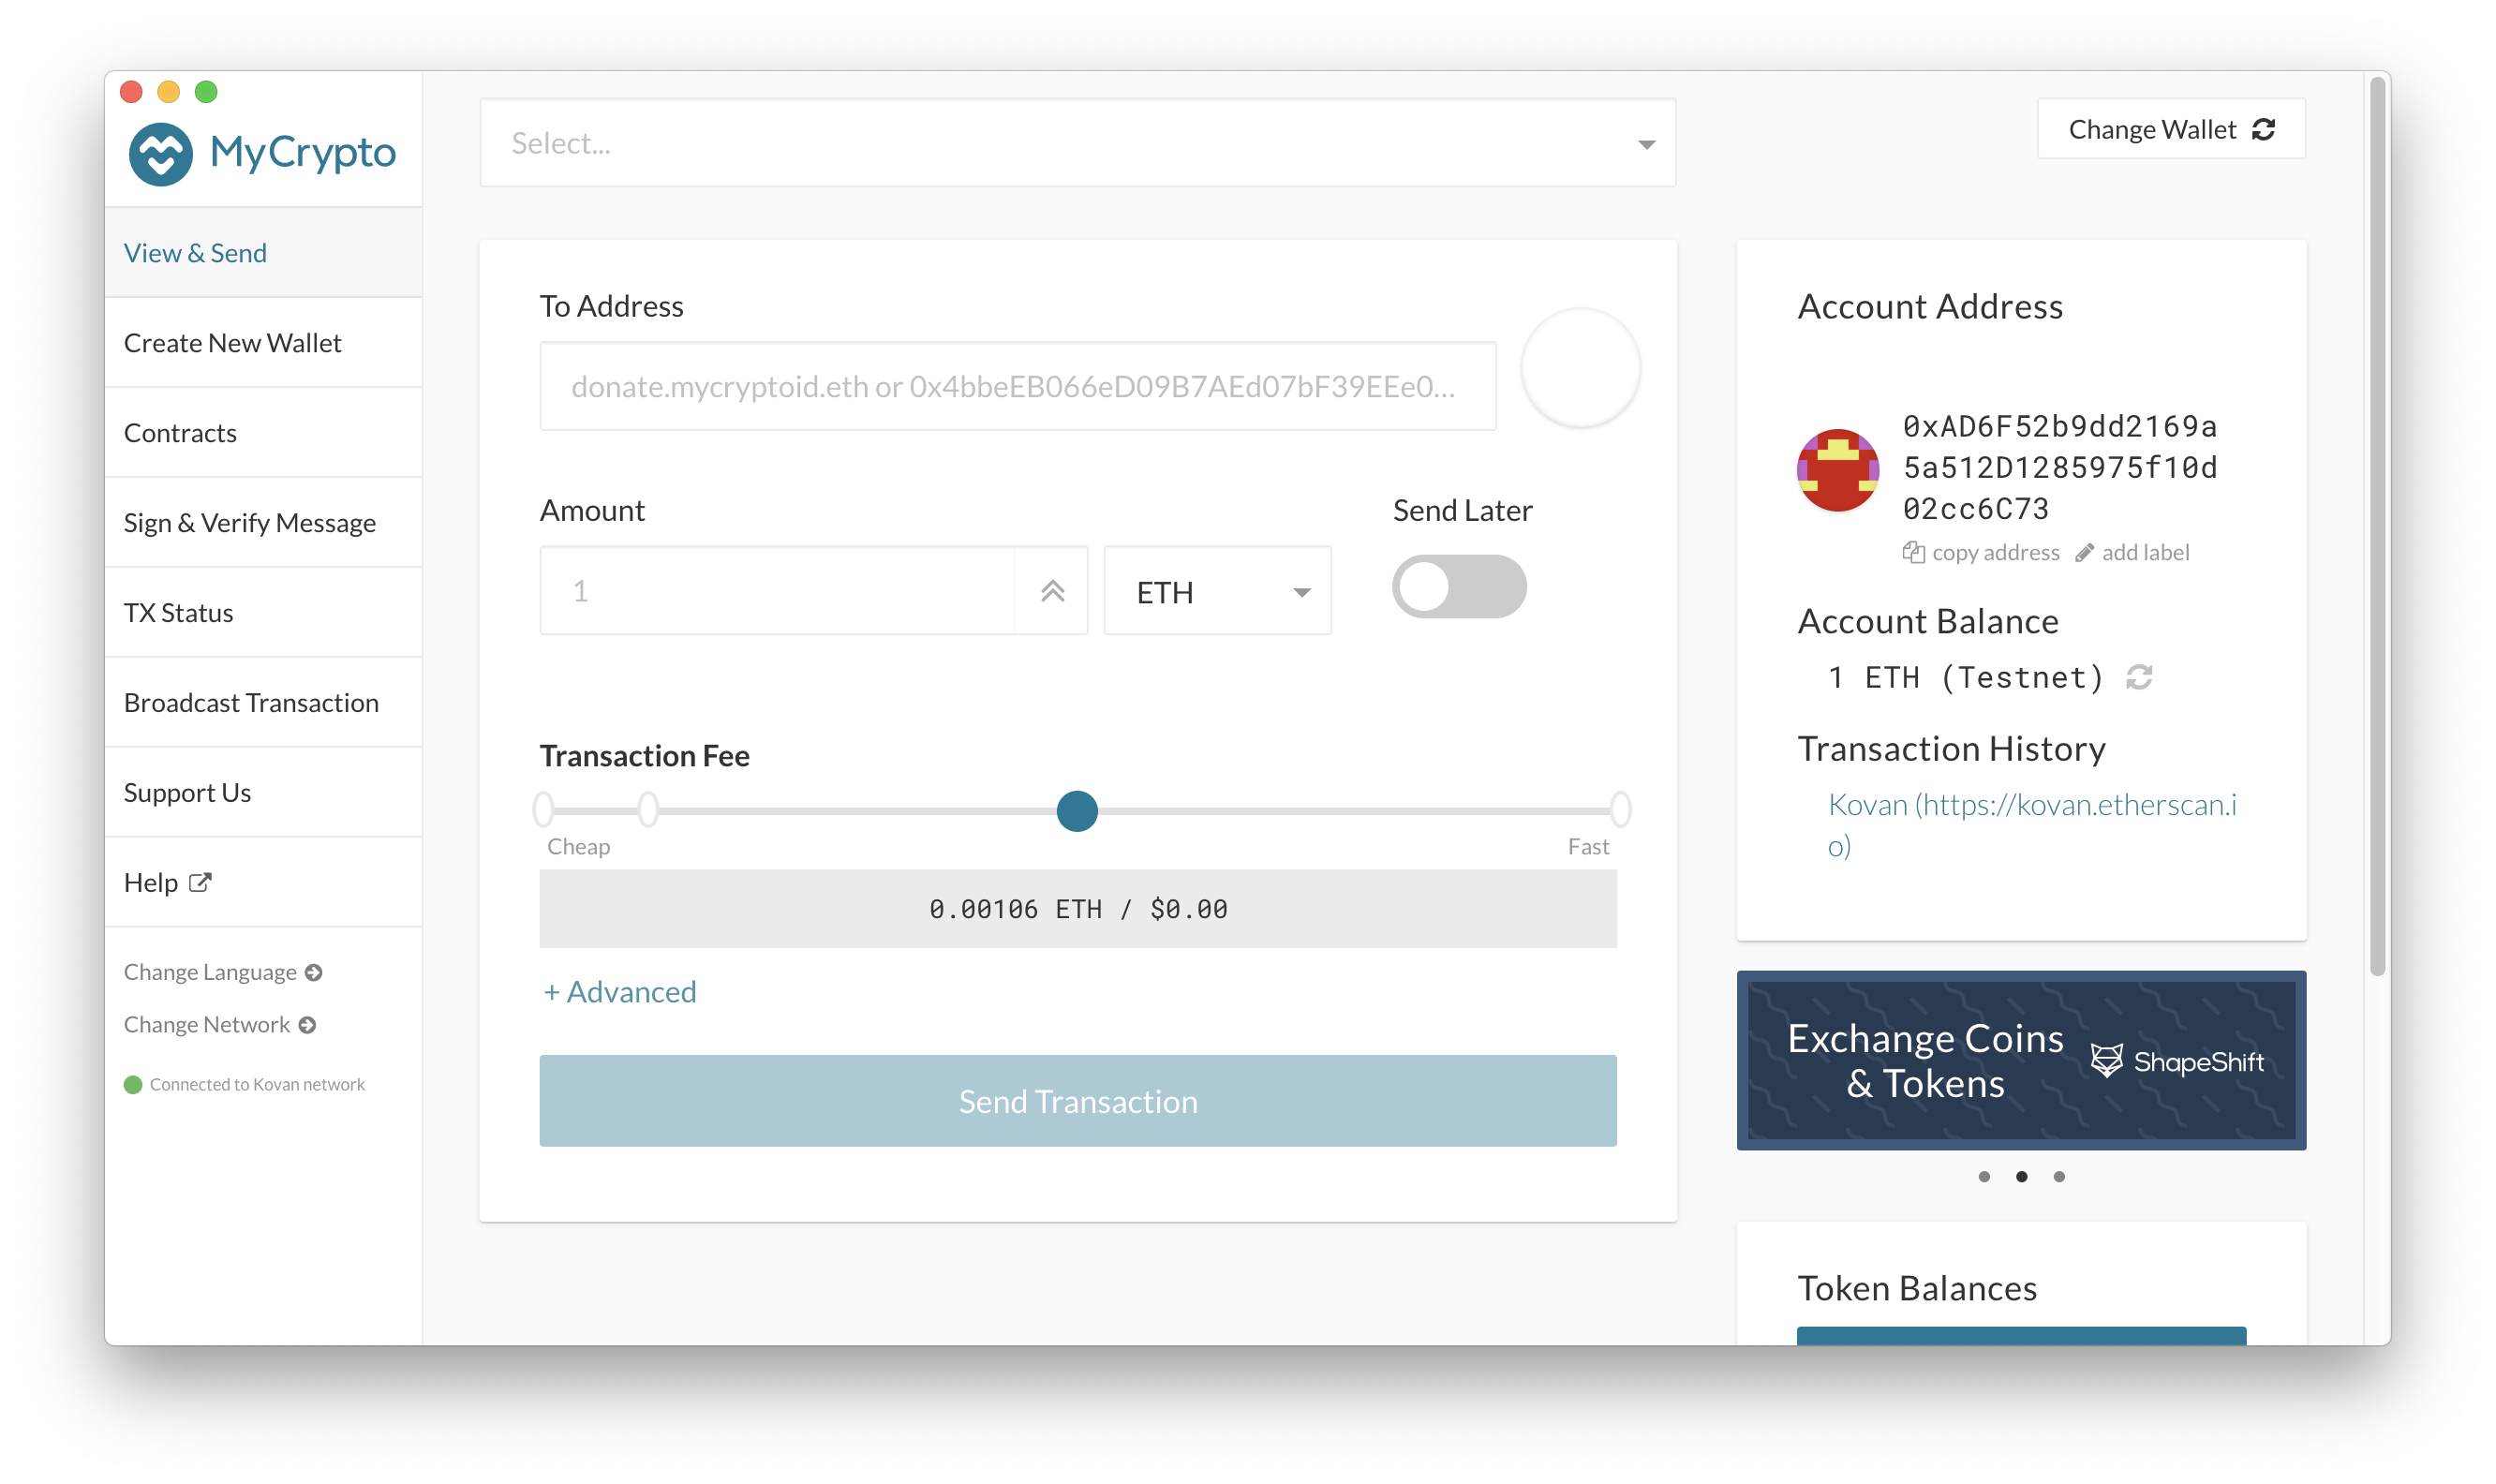 MyCrypto
View & Send
Create New Wallet
Contracts
Sign & Verify Message
TX Status
Broadcast Transaction
Support Us
Help
Change Language
Change Network
Connected to Kovan network
Select...
Change Wallet
To Address
donate.mycryptoid.eth or 0x4bbeEB066eD09B7AEd07bF39EEe0...
Amount
Send Later
1
ETH
Transaction Fee
Cheap
Fast
0.00106 ETH / $0.00
+ Advanced
Send Transaction
Account Address
0xAD6F52b9dd2169a
5a512D1285975f10d
02cc6C73
copy address
add label
Account Balance
1 ETH (Testnet)
Transaction History
Kovan (https://kovan.etherscan.i
o)
Exchange Coins
& Tokens
ShapeShift
Token Balances